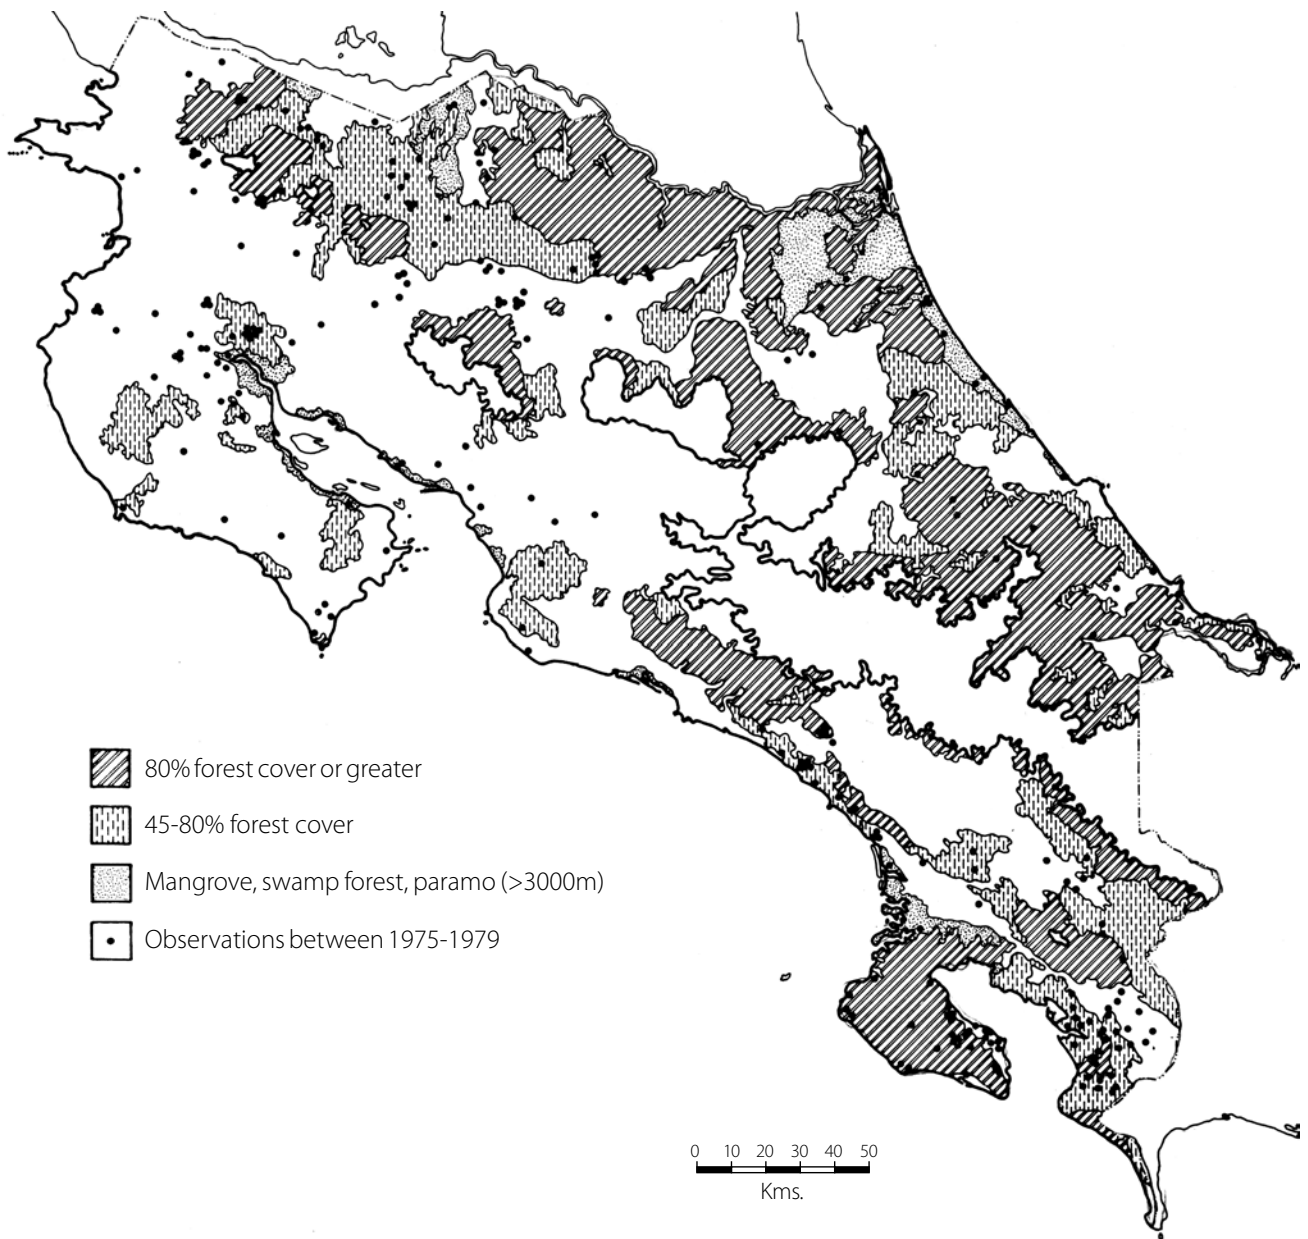 80% forest cover or greater
45-80% forest cover
Mangrove, swamp forest, paramo (>3000m)
Observations between 1975-1979
0 10 20 30 40 50
Kms.